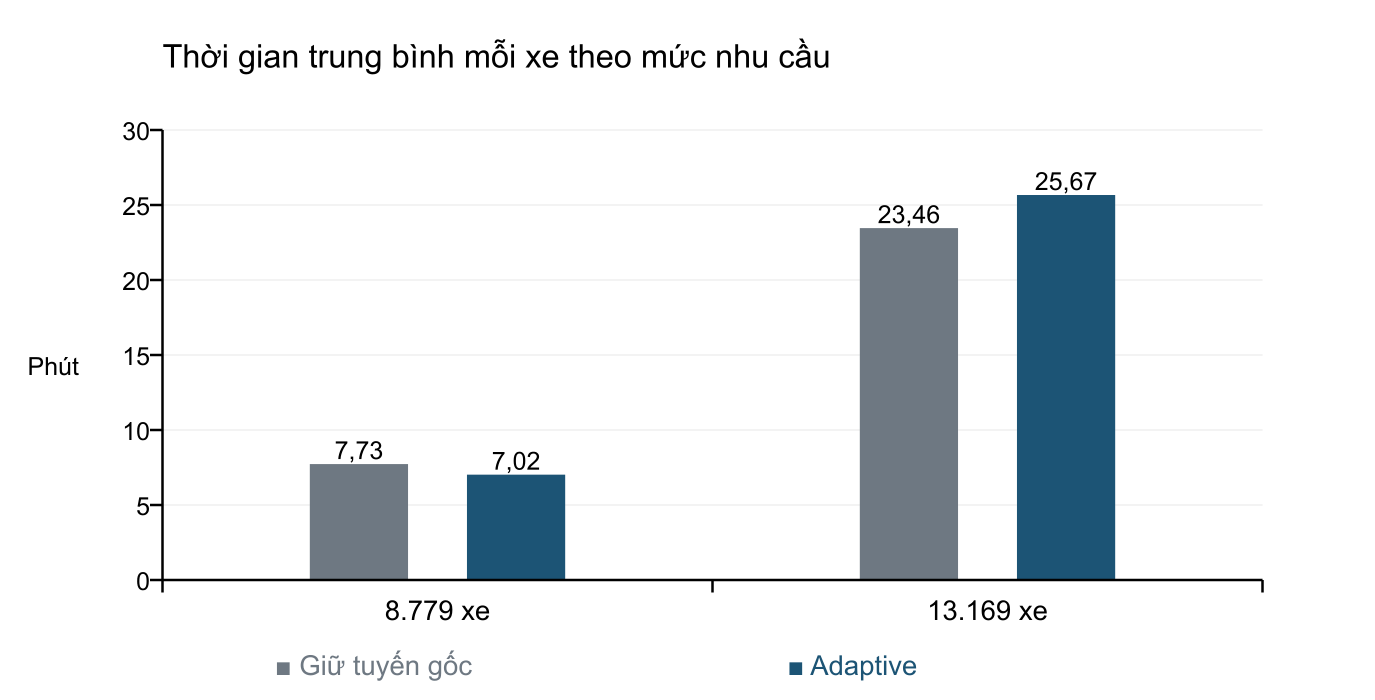 Thời gian trung bình mỗi xe theo mức nhu cầu
30
25
20
15
10
5
0
Phút
7,73
7,02
23,46
25,67
8.779 xe
13.169 xe
Giữ tuyến gốc
Adaptive